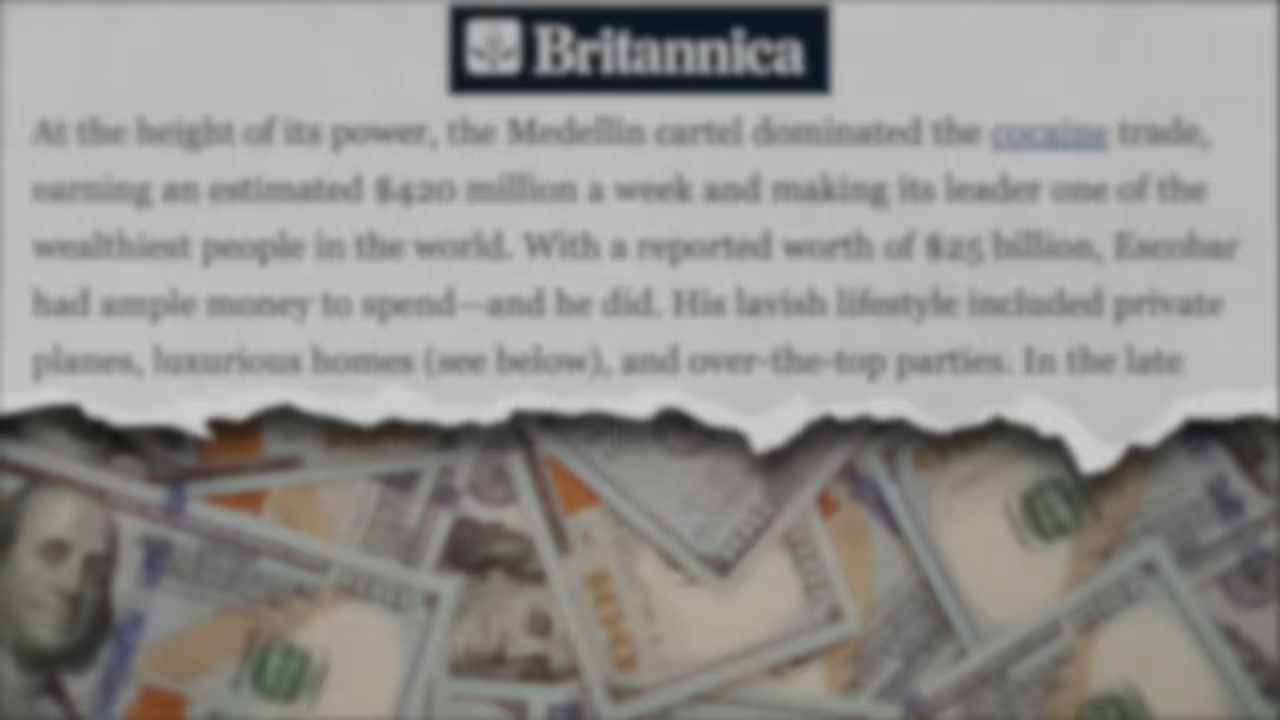 Britannica
At the height of its power, the Medellín cartel dominated the cocaine trade,
earning an estimated $420 million a week and making its leader one of the
wealthiest people in the world. With a reported worth of $25 billion, Escobar
had ample money to spend—and he did. His lavish lifestyle included private
planes, luxurious homes (see below), and over-the-top parties. In the late